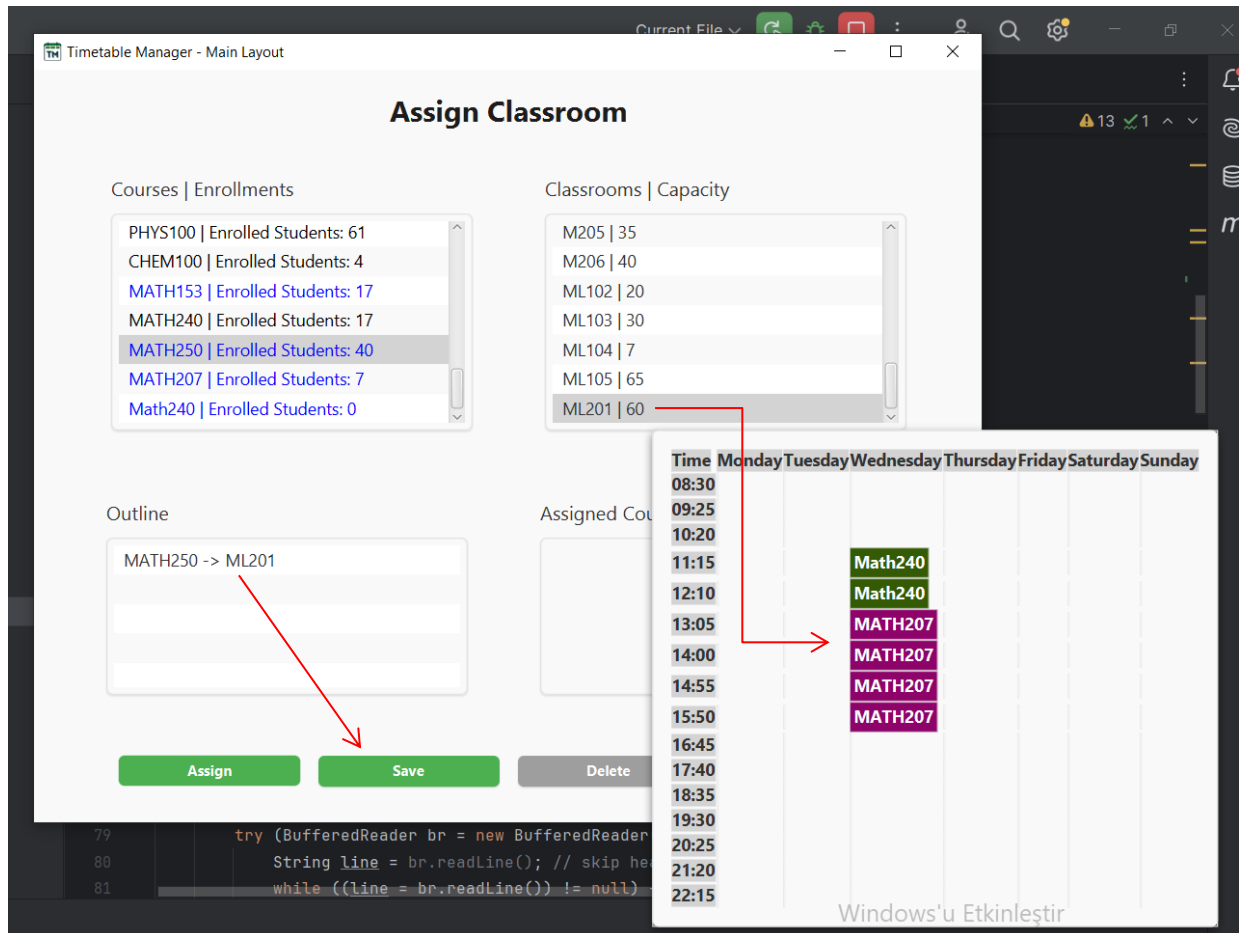 Current File
Timetable Manager - Main Layout
Assign Classroom
13 1
Courses | Enrollments
PHYS100 | Enrolled Students: 61
CHEM100 | Enrolled Students: 4
MATH153 | Enrolled Students: 17
MATH240 | Enrolled Students: 17
MATH250 | Enrolled Students: 40
MATH207 | Enrolled Students: 7
Math240 | Enrolled Students: 0
Classrooms | Capacity
M205 | 35
M206 | 40
ML102 | 20
ML103 | 30
ML104 | 7
ML105 | 65
ML201 | 60
Outline
MATH250 -> ML201
Assigned Cou
Assign Save Delete
Time Monday Tuesday Wednesday Thursday Friday Saturday Sunday
08:30
09:25
10:20
11:15 Math240
12:10 Math240
13:05 MATH207
14:00 MATH207
14:55 MATH207
15:50 MATH207
16:45
17:40
18:35
19:30
20:25
21:20
22:15
79 try (BufferedReader br = new BufferedReader
80 String line = br.readLine(); // skip hea
81 while ((line = br.readLine()) != null)
Windows'u Etkinleştir